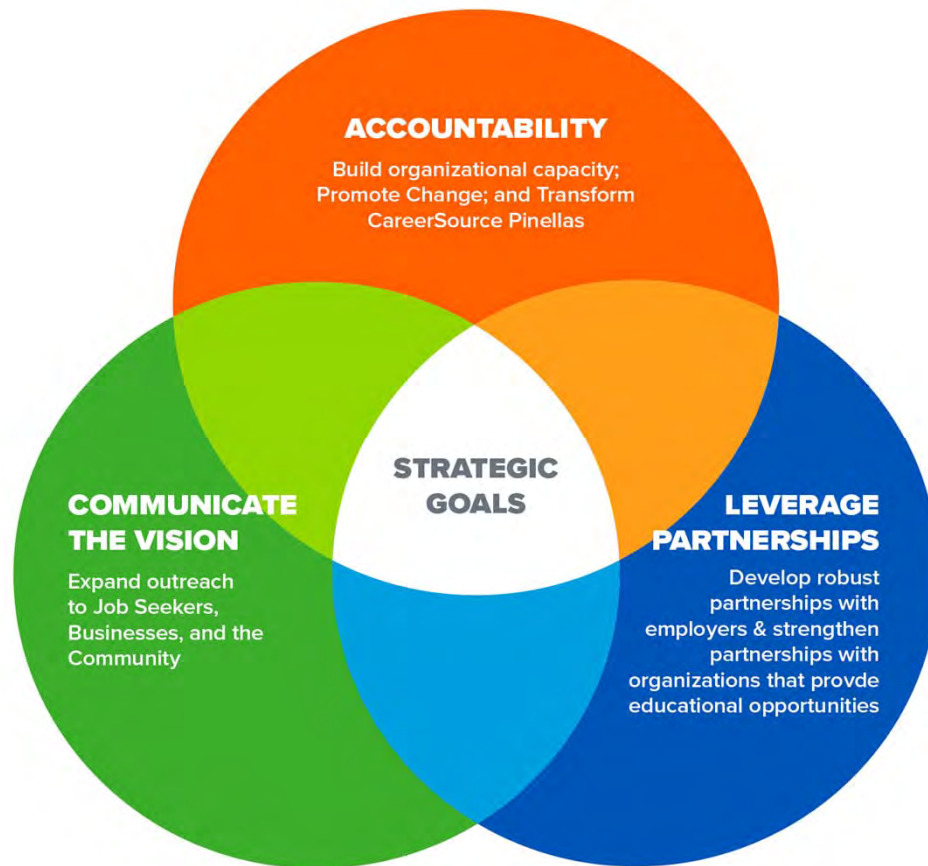 ACCOUNTABILITY
Build organizational capacity;
Promote Change; and Transform
CareerSource Pinellas
STRATEGIC
GOALS
COMMUNICATE
THE VISION
Expand outreach
to Job Seekers,
Businesses, and the
Community
LEVERAGE
PARTNERSHIPS
Develop robust
partnerships with
employers & strengthen
partnerships with
organizations that provde
educational opportunities